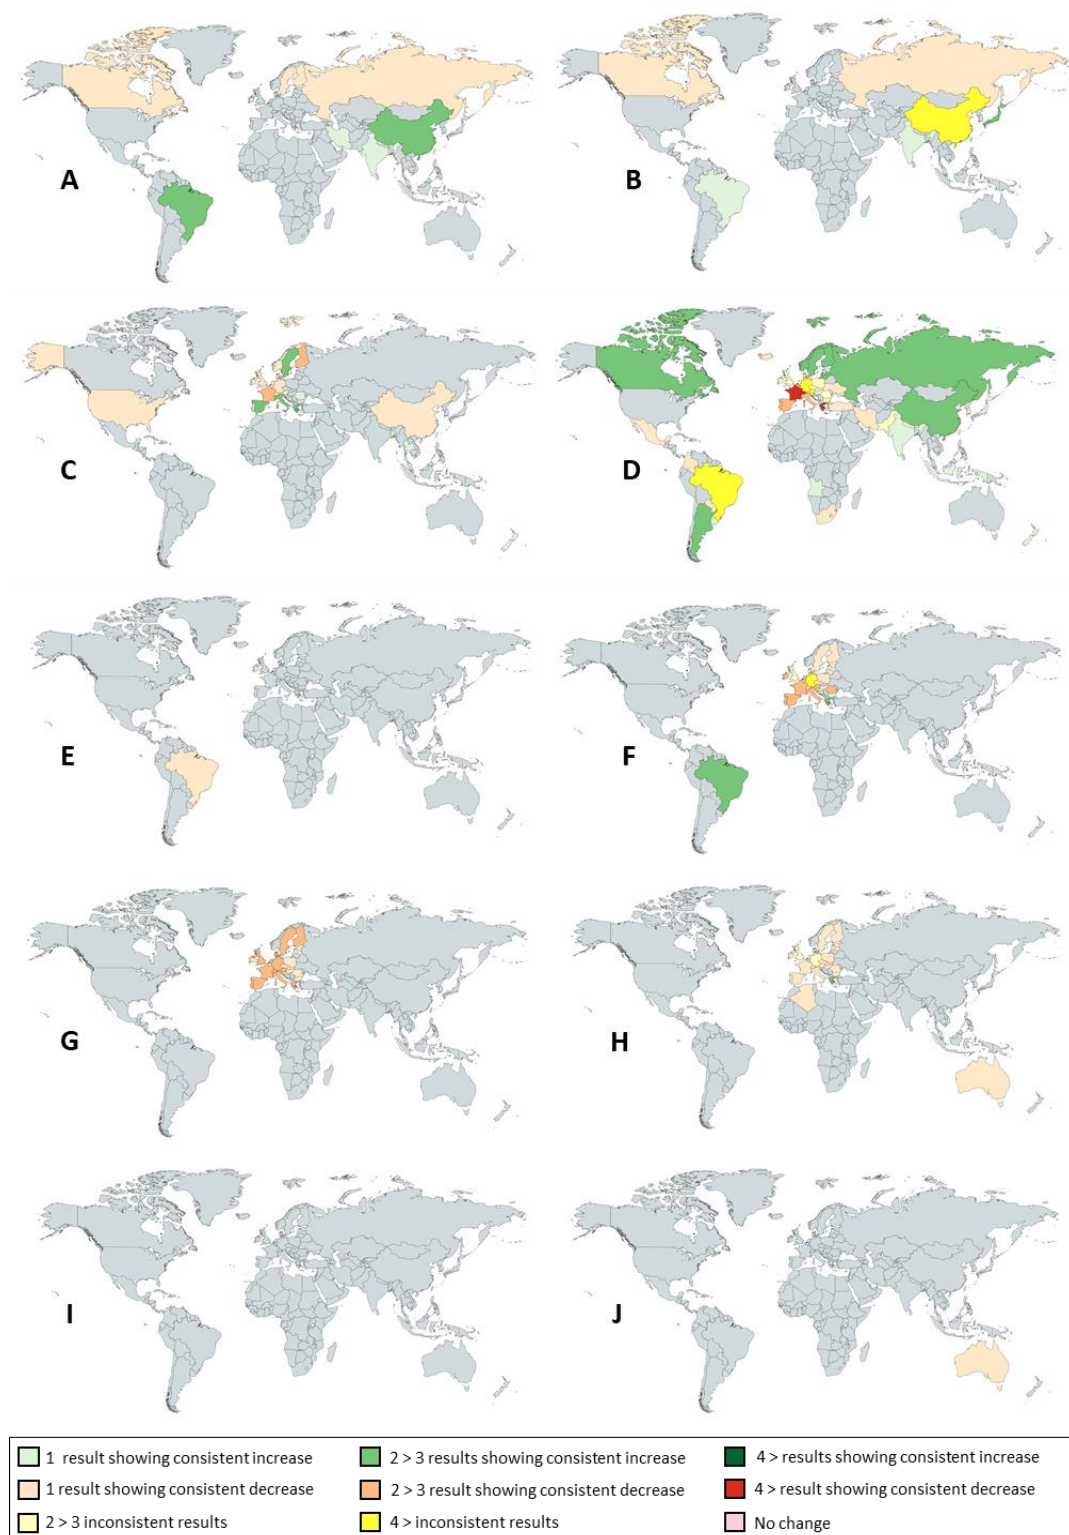 A
B
C
D
E
F
G
H
I
J
1 result showing consistent increase
2 > 3 results showing consistent increase
4 > results showing consistent increase
1 result showing consistent decrease
2 > 3 result showing consistent decrease
4 > result showing consistent decrease
2 > 3 inconsistent results
4 > inconsistent results
No change